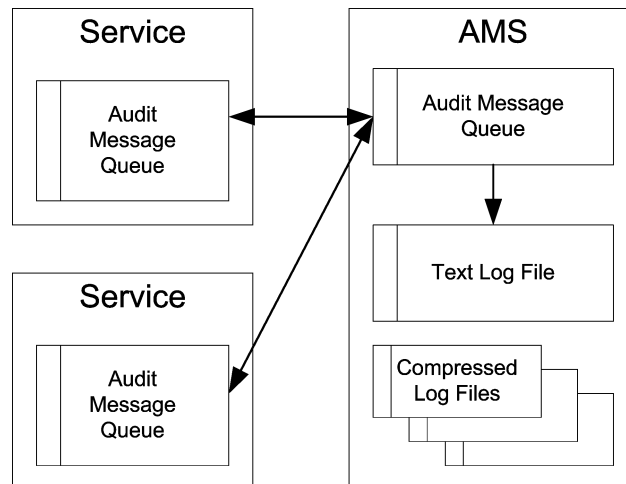 Service
Audit
Message
Queue
Service
Audit
Message
Queue
AMS
Audit Message
Queue
Text Log File
Compressed
Log Files